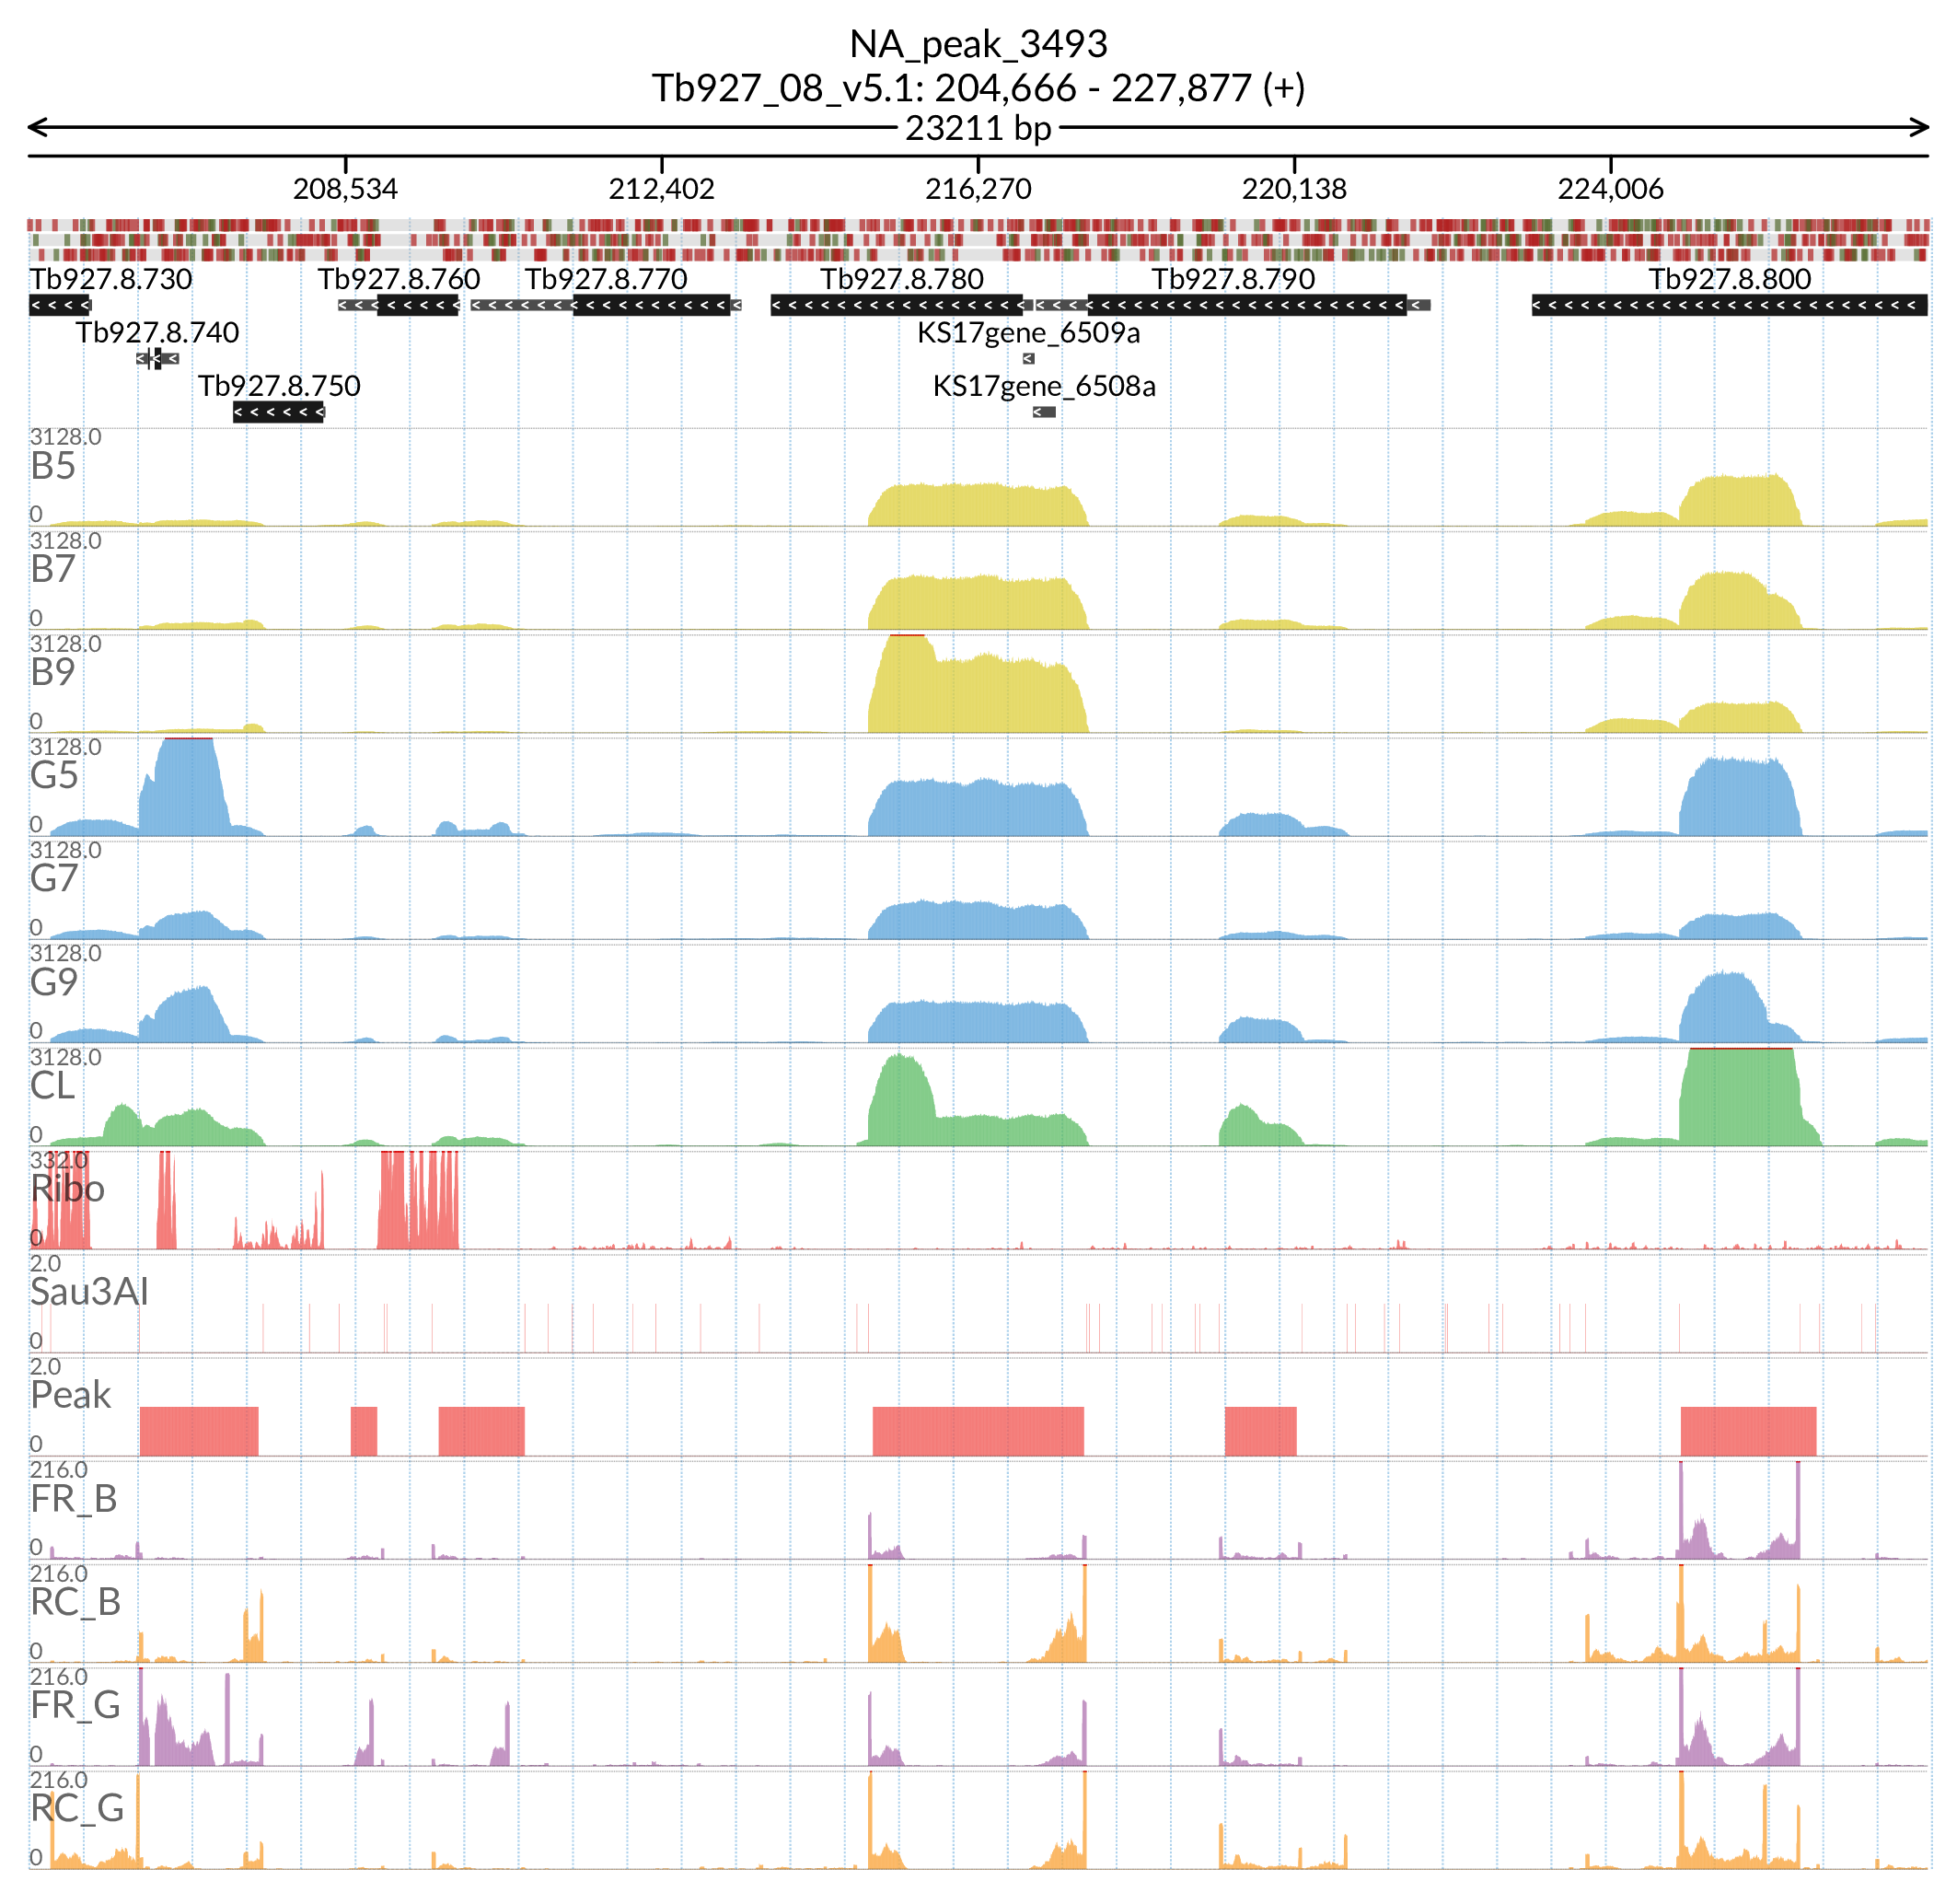 NA_peak_3493
Tb927_08_v5.1: 204,666 - 227,877 (+)
23211 bp
208,534 212,402 216,270 220,138 224,006
Tb927.8.730 Tb927.8.760 Tb927.8.770 Tb927.8.780 Tb927.8.790 Tb927.8.800
Tb927.8.740 KS17gene_6509a
Tb927.8.750 KS17gene_6508a
3128.0
B5
0
3128.0
B7
0
3128.0
B9
0
3128.0
G5
0
3128.0
G7
0
3128.0
G9
0
3128.0
CL
0
332.0
Ribo
0
2.0
Sau3AI
0
2.0
Peak
0
216.0
FR_B
0
216.0
RC_B
0
216.0
FR_G
0
216.0
RC_G
0